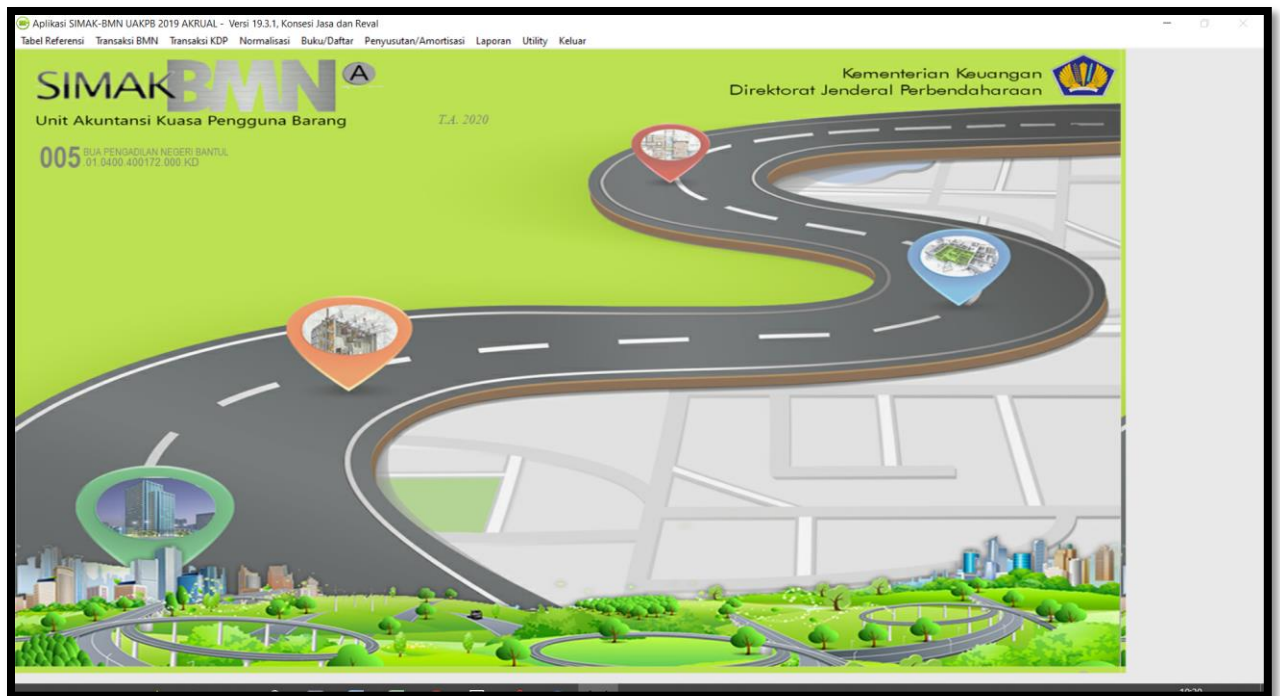 Aplikasi SIMAK-BMN UAKPB 2019 AKRUAL - Versi 19.3.1, Konsesi Jasa dan Reval
Tabel Referensi Transaksi BMN Transaksi KDP Normalisasi Buku/Daftar Penyusutan/Amortisasi Laporan Utility Keluar
SIMAK BMN A
Unit Akuntansi Kuasa Pengguna Barang
T.A. 2020
Kementerian Keuangan
Direktorat Jenderal Perbendaharaan
005 BUA PENGADILAN NEGERI BANTUL
.01.0400.400172.000 KD